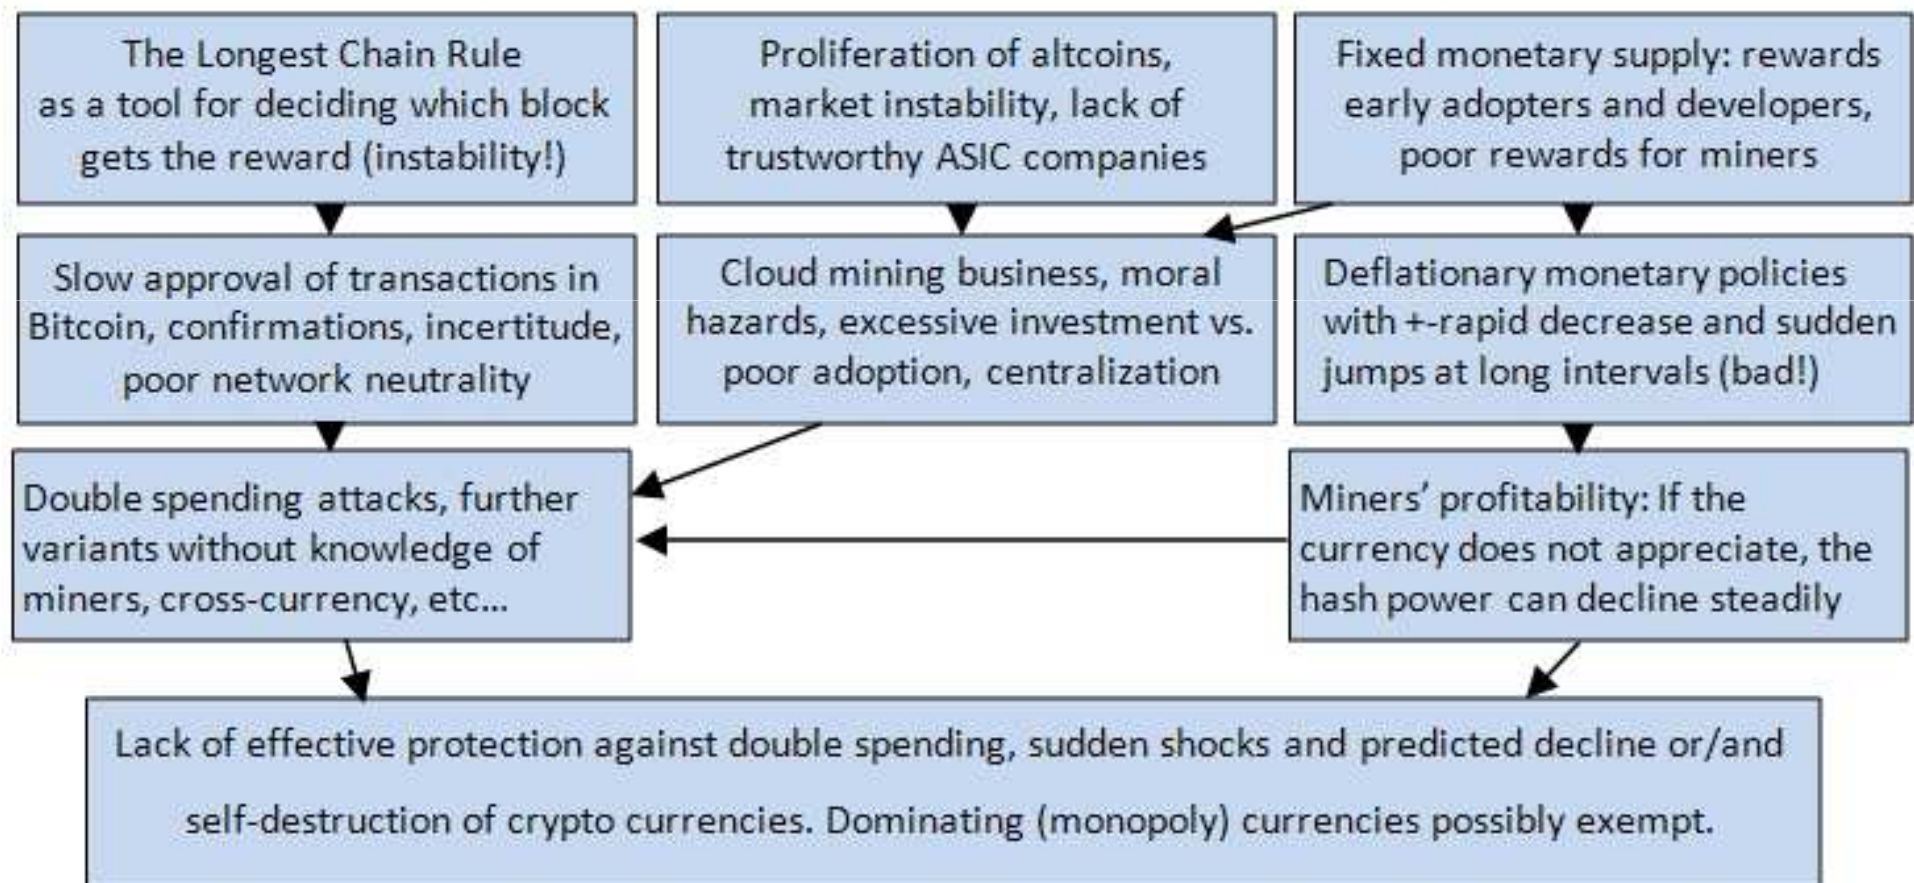 The Longest Chain Rule
as a tool for deciding which block
gets the reward (instability!)
Proliferation of altcoins,
market instability, lack of
trustworthy ASIC companies
Fixed monetary supply: rewards
early adopters and developers,
poor rewards for miners
Slow approval of transactions in
Bitcoin, confirmations, incertitude,
poor network neutrality
Cloud mining business, moral
hazards, excessive investment vs.
poor adoption, centralization
Deflationary monetary policies
with +-rapid decrease and sudden
jumps at long intervals (bad!)
Double spending attacks, further
variants without knowledge of
miners, cross-currency, etc...
Miners’ profitability: If the
currency does not appreciate, the
hash power can decline steadily
Lack of effective protection against double spending, sudden shocks and predicted decline or/and
self-destruction of crypto currencies. Dominating (monopoly) currencies possibly exempt.